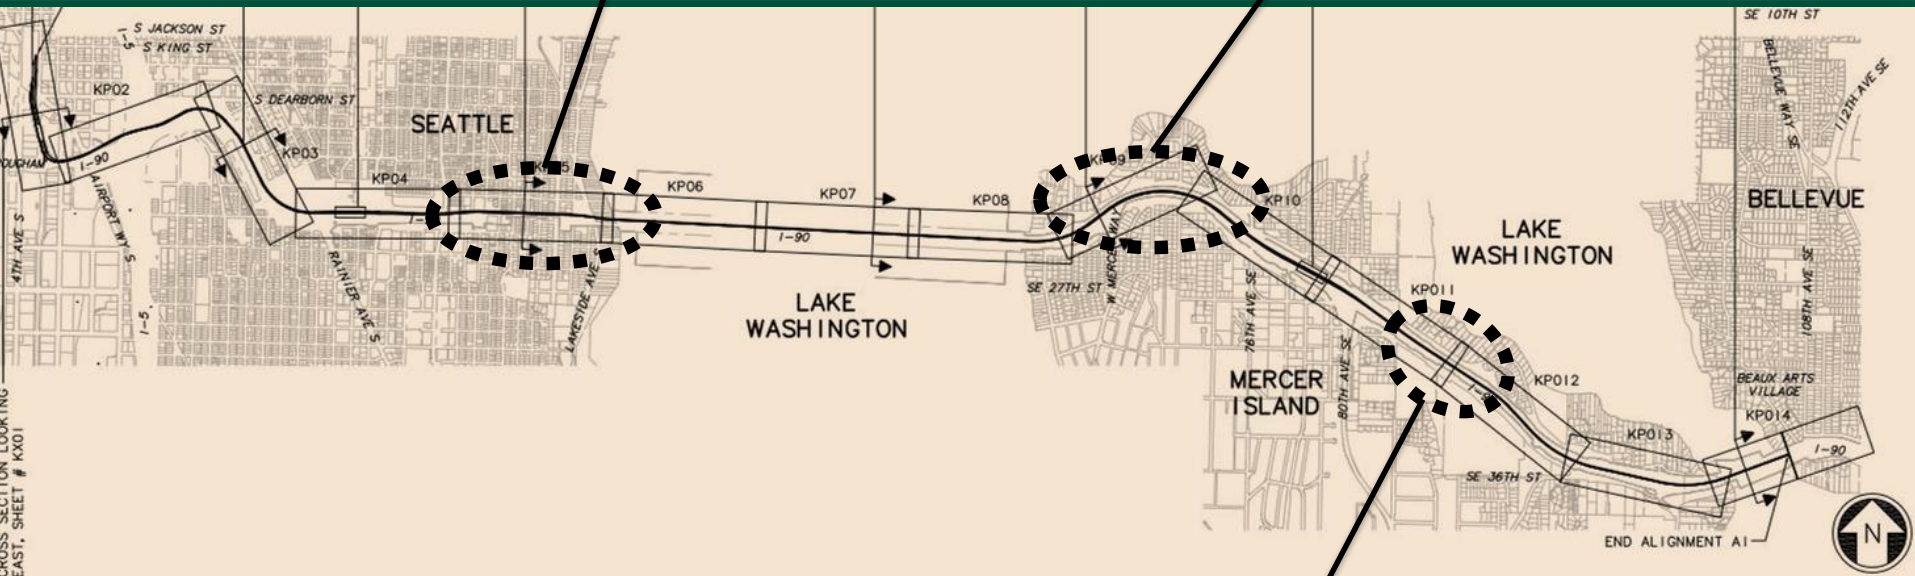 S JACKSON ST
I-5
S KING ST
SE 10TH ST
KP02
S DEARBORN ST
SEATTLE
BELLEVUE WAY SE
112TH AVE SE
KP03
I-90
AIRPORT WY S
4TH AVE S
I-5
KP04
RAINIER AVE S
LAKESIDE AVE S
KP06
KP07
I-90
KP08
LAKE
WASHINGTON
SE 27TH ST
W MERCER WAY
KP10
76TH AVE SE
80TH AVE SE
MERCER
ISLAND
LAKE
WASHINGTON
BELLEVUE
108TH AVE SE
KP011
KP012
BEAUX ARTS
VILLAGE
KP014
KP013
I-90
SE 36TH ST
END ALIGNMENT A1
N
CROSS SECTION LOOKING
EAST, SHEET # KX01